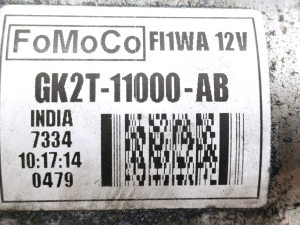 FoMoCo FI1WA 12V
GK2T-11000-AB
INDIA
7334
10:17:14
0479